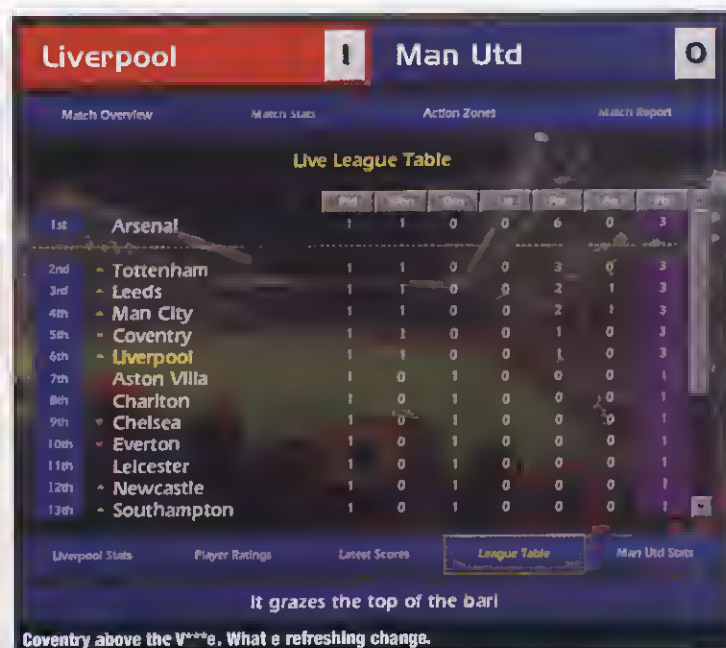 Liverpool 1 Man Utd 0
Match Overview Match Stats Action Zones Match Report
Live League Table
Pld Won Drn For Pts
1st Arsenal 1 1 0 0 6 0 3
2nd Tottenham 1 1 0 0 3 0 3
3rd Leeds 1 1 0 0 2 1 3
4th Man City 1 1 0 0 2 1 3
5th Coventry 1 1 0 0 1 0 3
6th Liverpool 1 1 0 0 1 0 3
7th Aston Villa 1 0 1 0 0 0 1
8th Charlton 1 0 1 0 0 0 1
9th Chelsea 1 0 1 0 0 0 1
10th Everton 1 0 1 0 0 0 1
11th Leicester 1 0 1 0 0 0 1
12th Newcastle 1 0 1 0 0 0 1
13th Southampton 1 0 1 0 0 0 1
Liverpool Stats Player Ratings Latest Scores League Table Man Utd Stats
It grazes the top of the bar!
Coventry above the V***e. What e refreshing change.